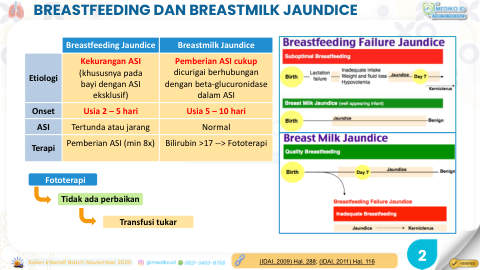 BREASTFEEDING DAN BREASTMILK JAUNDICE
Breastfeeding Jaundice
Breastmilk Jaundice
Etiologi
Kekurangan ASI
(khususnya pada
bayi dengan ASI
eksklusif)
Pemberian ASI cukup
dicurigai berhubungan
dengan beta-glucuronidase
dalam ASI
Onset
Usia 2 – 5 hari
Usia 5 – 10 hari
ASI
Tertunda atau jarang
Normal
Terapi
Pemberian ASI (min 8x)
Bilirubin >17 --> Fototerapi
Fototerapi
Tidak ada perbaikan
Transfusi tukar
Breastfeeding Failure Jaundice
Suboptimal Breastfeeding
Birth
Lactation
failure
Inadequate intake
Weight and fluid loss
Hypovolemia
Jaundice
Day 7
Kernicterus
Breast Milk Jaundice (well appearing infant)
Birth
Jaundice
Benign
Breast Milk Jaundice
Quality Breastfeeding
Birth
Day 7
Jaundice
Benign
Breastfeeding Failure Jaundice
Inadequate Breastfeeding
Jaundice
Kernicterus
(IDAI, 2009) Hal. 288; (IDAI, 2011) Hal. 116
2